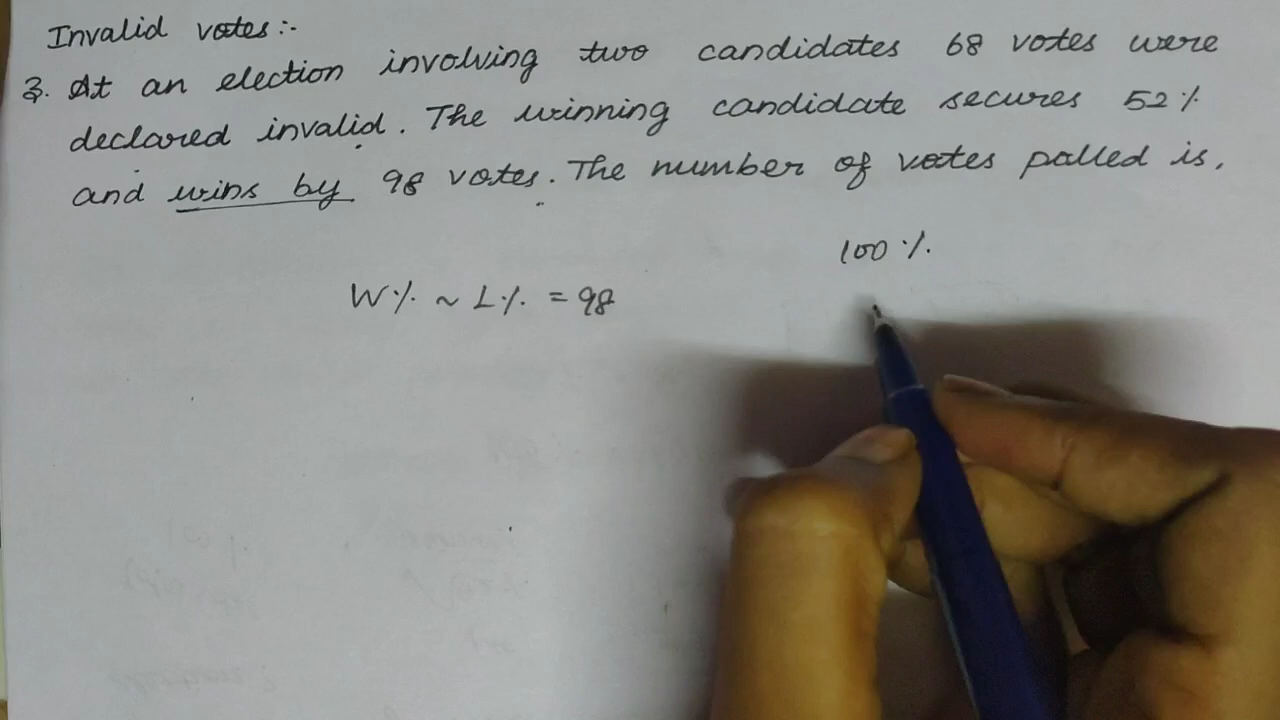 Invalid votes:-
3. At an election involving two candidates 68 votes were
declared invalid. The winning candidate secures 52%
and wins by 98 votes. The number of votes polled is,
100%
W% ~ L% = 98